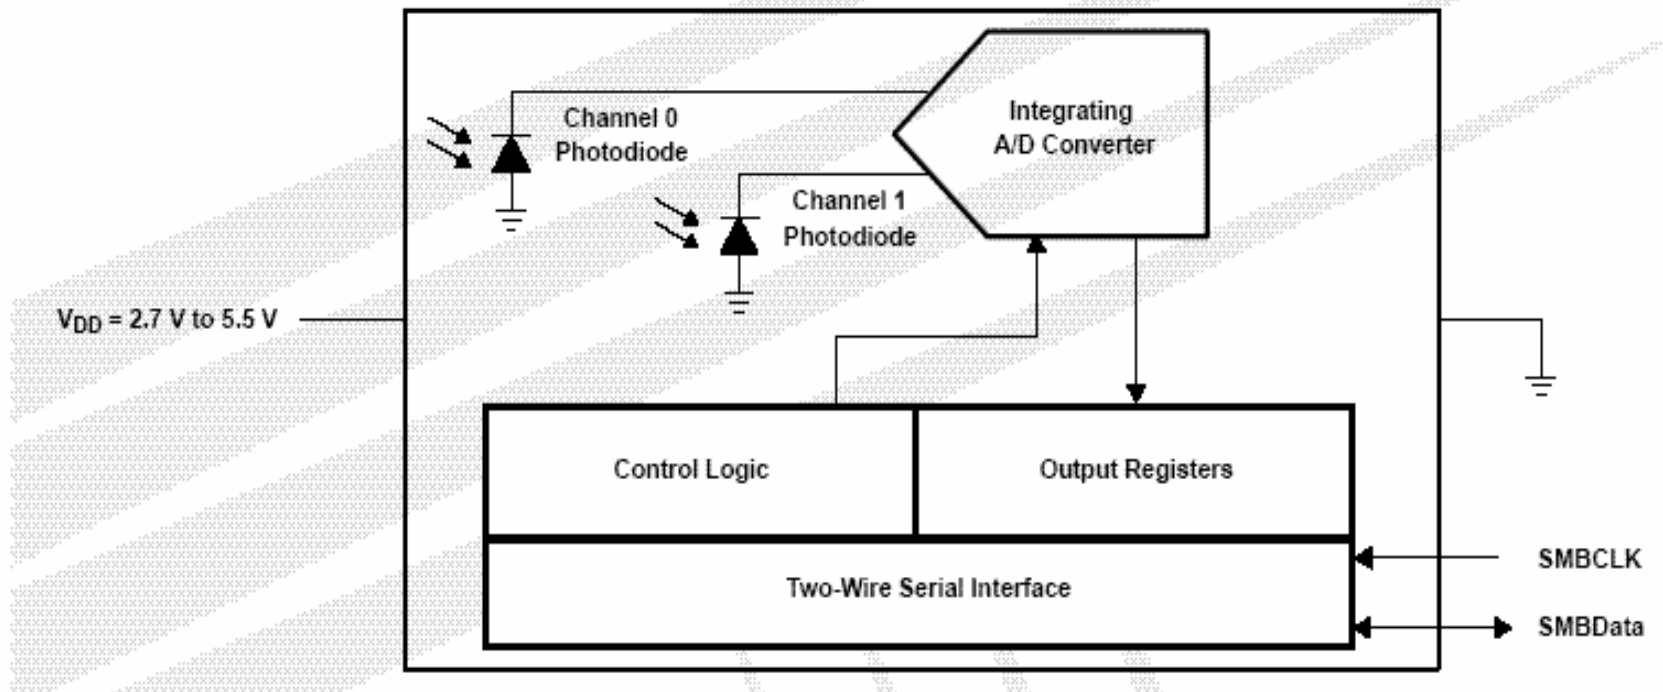 Channel 0
Photodiode
Integrating
A/D Converter
Channel 1
Photodiode
VDD = 2.7 V to 5.5 V
Control Logic
Output Registers
Two-Wire Serial Interface
SMBCLK
SMBData